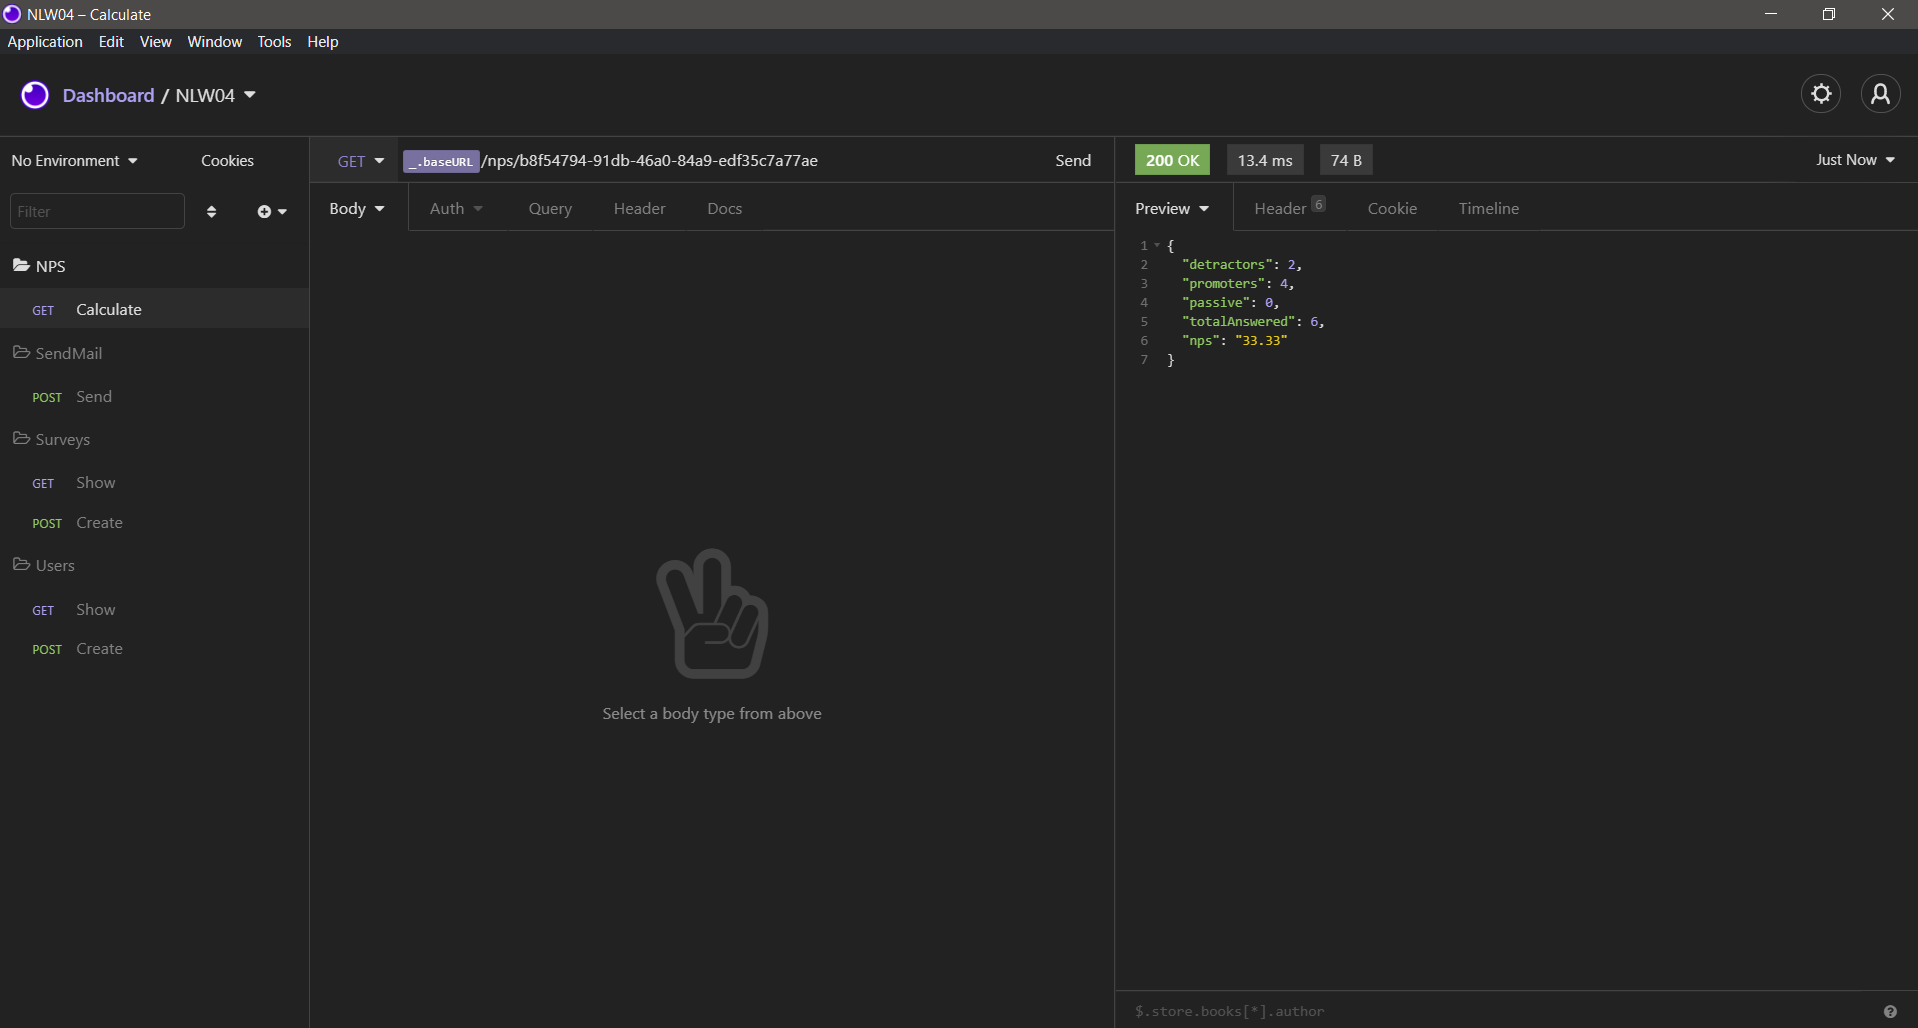 NLW04 – Calculate
Application Edit View Window Tools Help
Dashboard / NLW04
No Environment Cookies
Filter
NPS
GET Calculate
SendMail
POST Send
Surveys
GET Show
POST Create
Users
GET Show
POST Create
GET _.baseURL /nps/b8f54794-91db-46a0-84a9-edf35c7a77ae Send
Body Auth Query Header Docs
Select a body type from above
200 OK 13.4 ms 74 B Just Now
Preview Header 6 Cookie Timeline
1 {
2 "detractors": 2,
3 "promoters": 4,
4 "passive": 0,
5 "totalAnswered": 6,
6 "nps": "33.33"
7 }
$.store.books[*].author